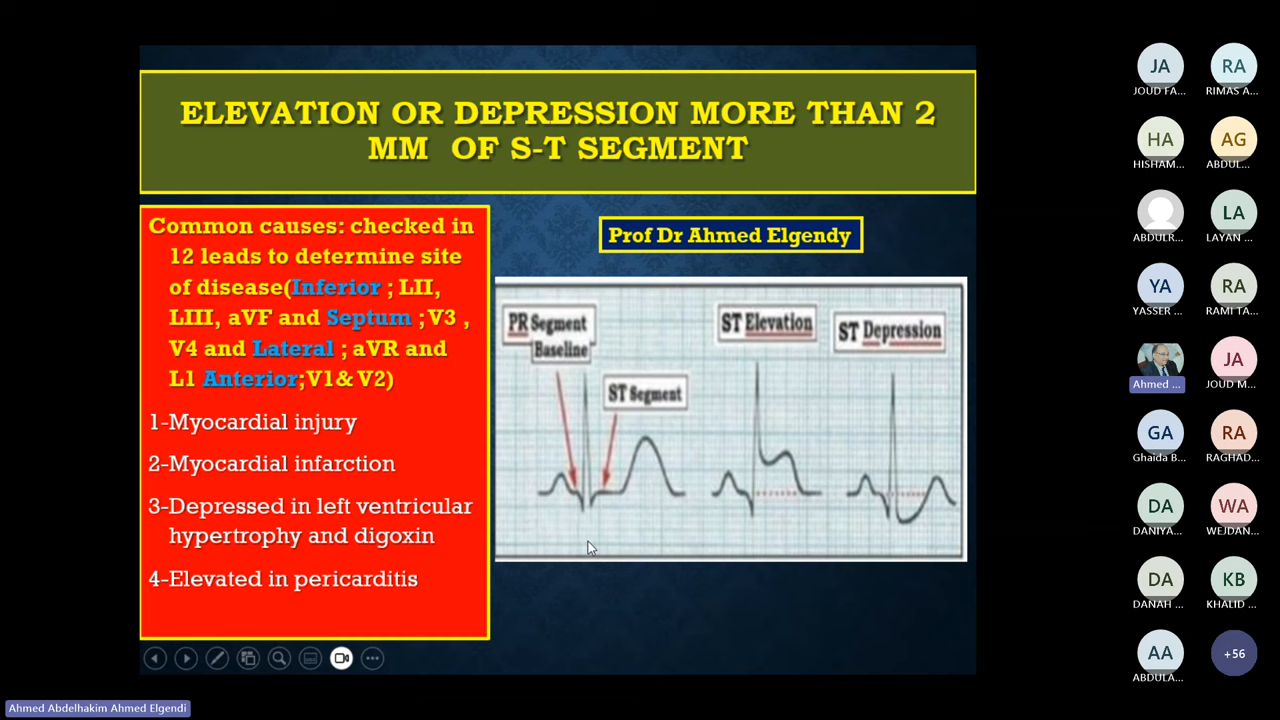 ELEVATION OR DEPRESSION MORE THAN 2
MM OF S-T SEGMENT
Common causes: checked in
12 leads to determine site
of disease(Inferior ; LII,
LIII, aVF and Septum ;V3 ,
V4 and Lateral ; aVR and
L1 Anterior;V1& V2)
1-Myocardial injury
2-Myocardial infarction
3-Depressed in left ventricular
hypertrophy and digoxin
4-Elevated in pericarditis
Prof Dr Ahmed Elgendy
PR Segment
"Baseline"
ST Segment
ST Elevation
ST Depression
JA
JOUD FA...
RA
RIMAS A...
HA
HISHAM...
AG
ABDUL...
ABDULR...
LA
LAYAN ...
YA
YASSER ...
RA
RAMI TA...
Ahmed ...
JA
JOUD M...
GA
Ghaida B...
RA
RAGHAD...
DA
DANIYA...
WA
WEJDAN...
DA
DANAH ...
KB
KHALID ...
AA
ABDULA...
+56
Ahmed Abdelhakim Ahmed Elgendi